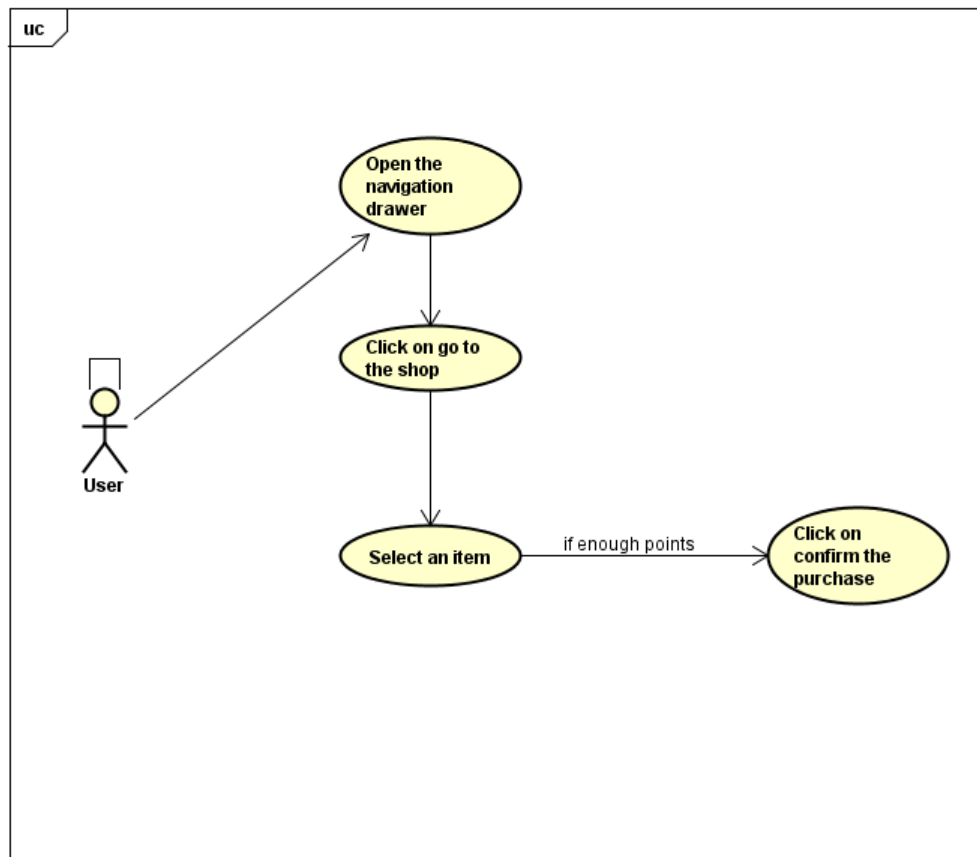 uc
Open the
navigation
drawer
Click on go to
the shop
User
Select an item
if enough points
Click on
confirm the
purchase